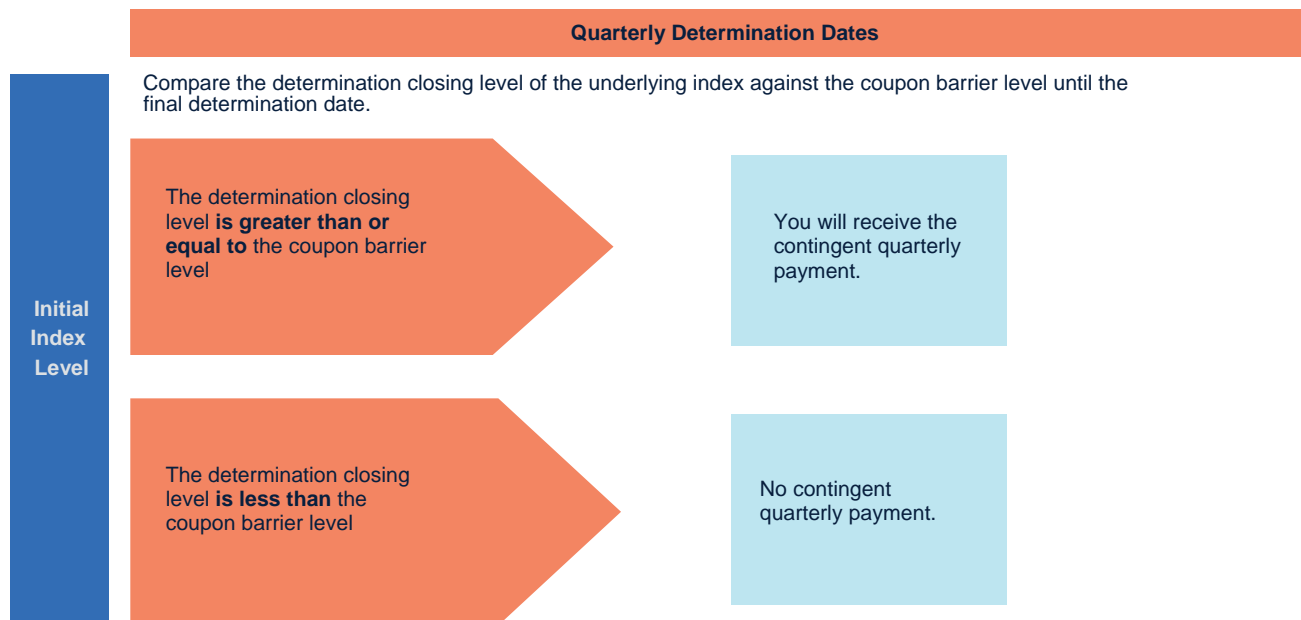 Quarterly Determination Dates
Compare the determination closing level of the underlying index against the coupon barrier level until the
final determination date.
Initial
Index
Level
The determination closing
level is greater than or
equal to the coupon barrier
level
You will receive the
contingent quarterly
payment.
The determination closing
level is less than the
coupon barrier level
No contingent
quarterly payment.